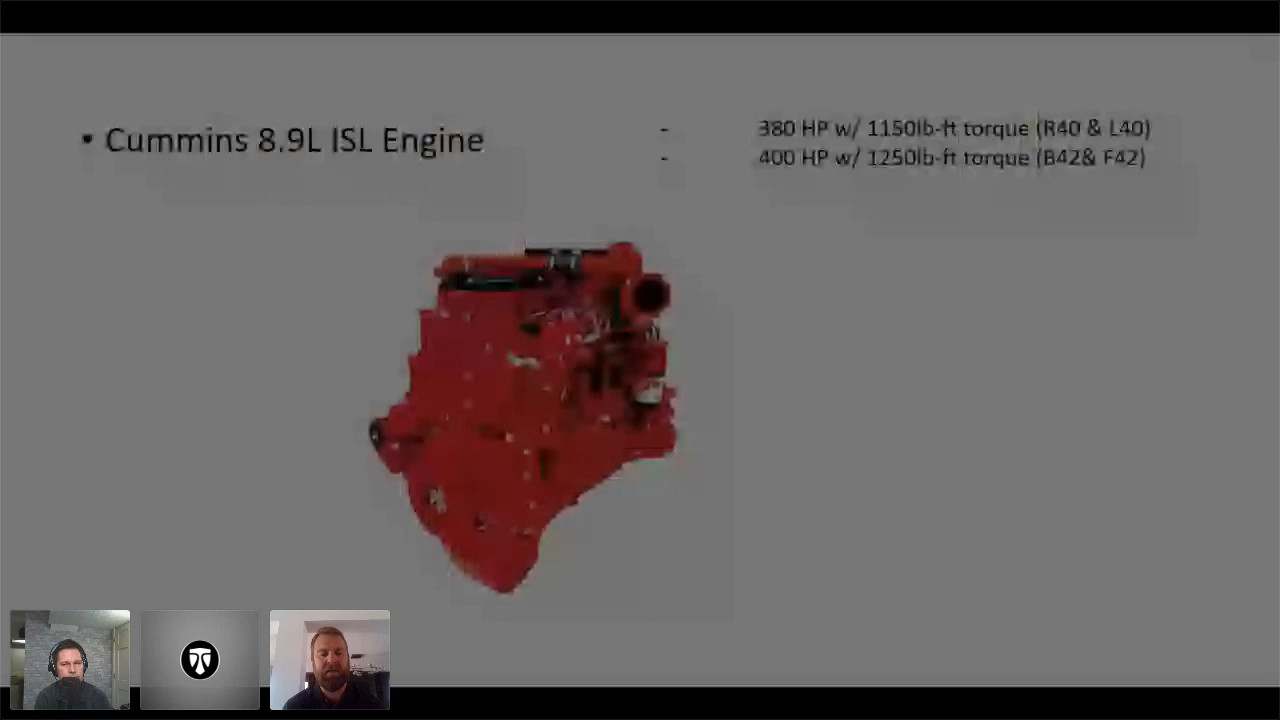 • Cummins 8.9L ISL Engine
- 380 HP w/ 1150lb-ft torque (R40 & L40)
- 400 HP w/ 1250lb-ft torque (B42& F42)